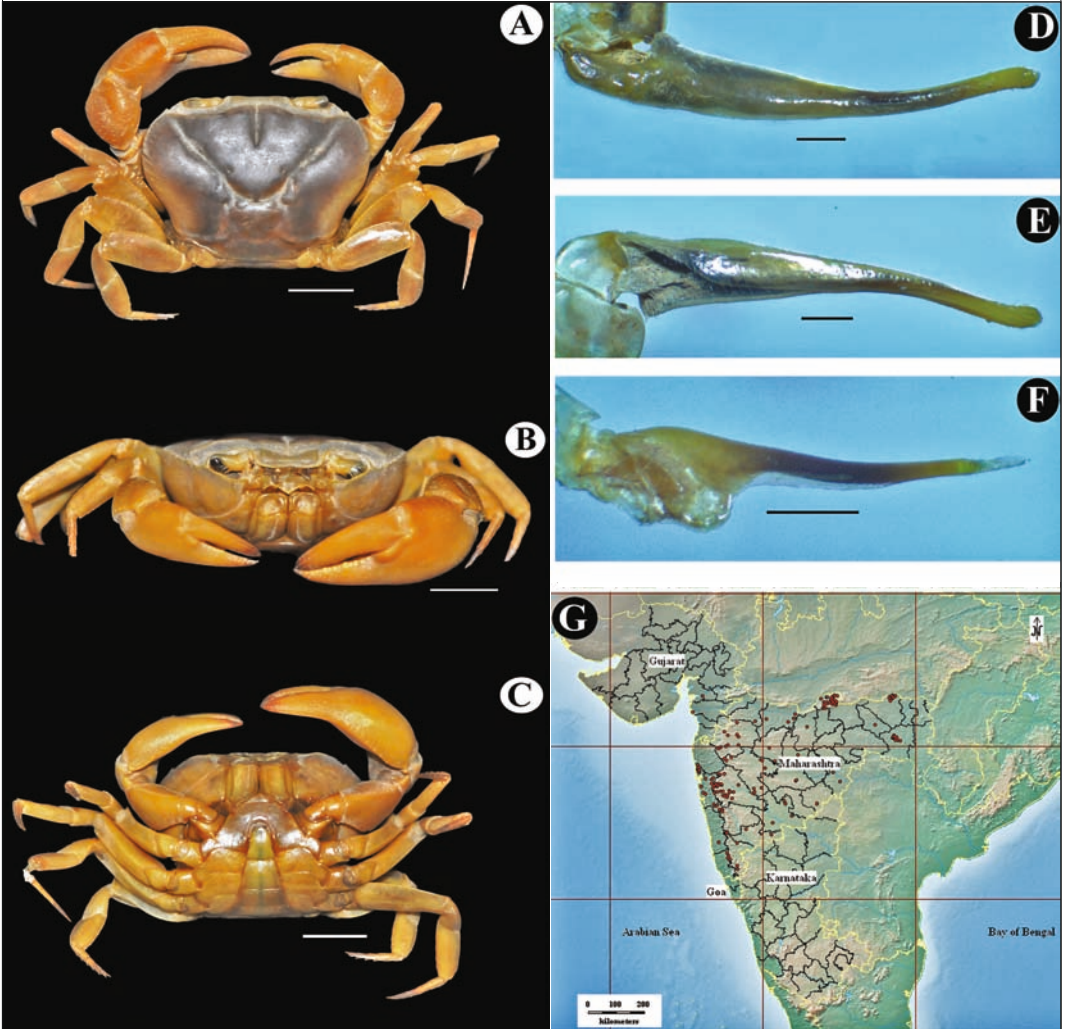 A
B
C
D
E
F
G
N
Gujarat
Maharashtra
Karnataka
Goa
Arabian Sea
Bay of Bengal
0 100 200
kilometers